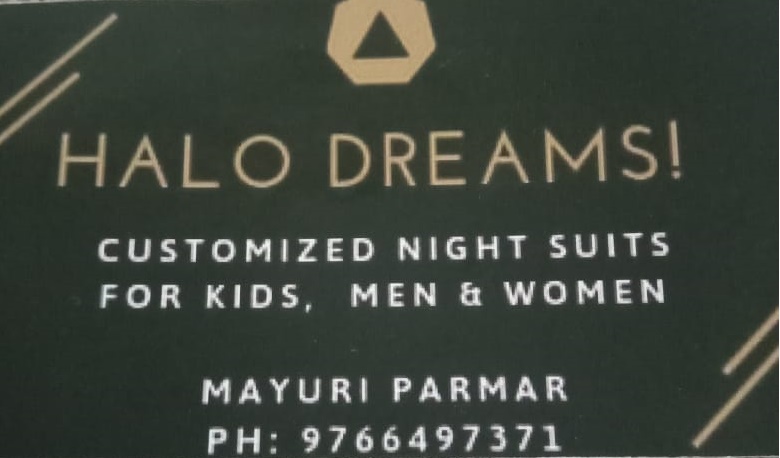 HALO DREAMS!
CUSTOMIZED NIGHT SUITS
FOR KIDS, MEN & WOMEN
MAYURI PARMAR
PH: 9766497371